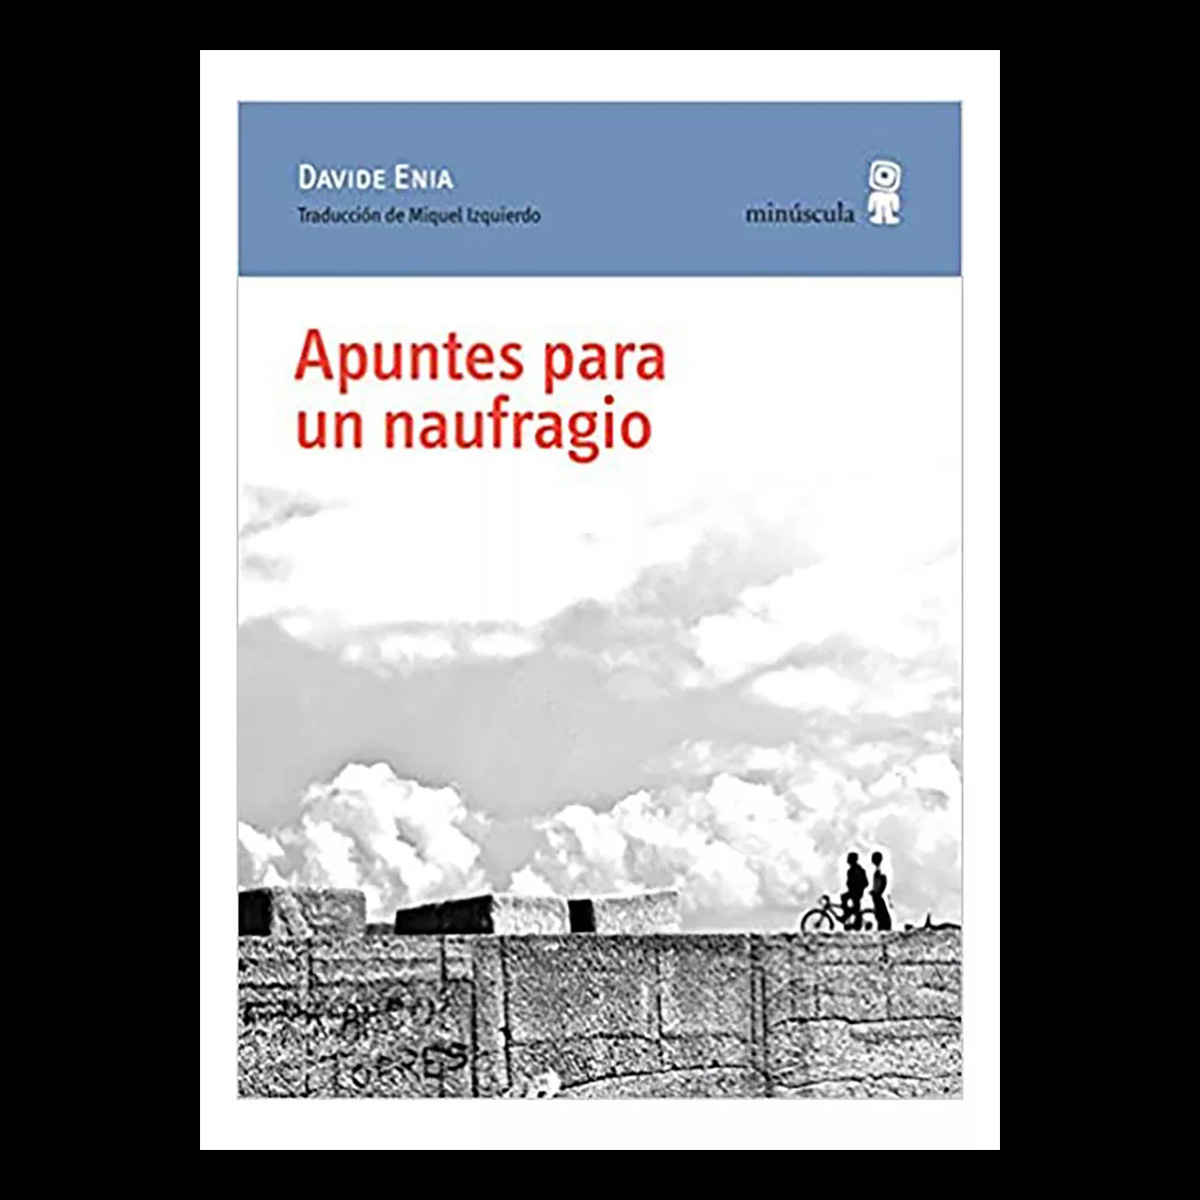 DAVIDE ENIA
Traducción de Miquel Izquierdo
minúscula
Apuntes para
un naufragio